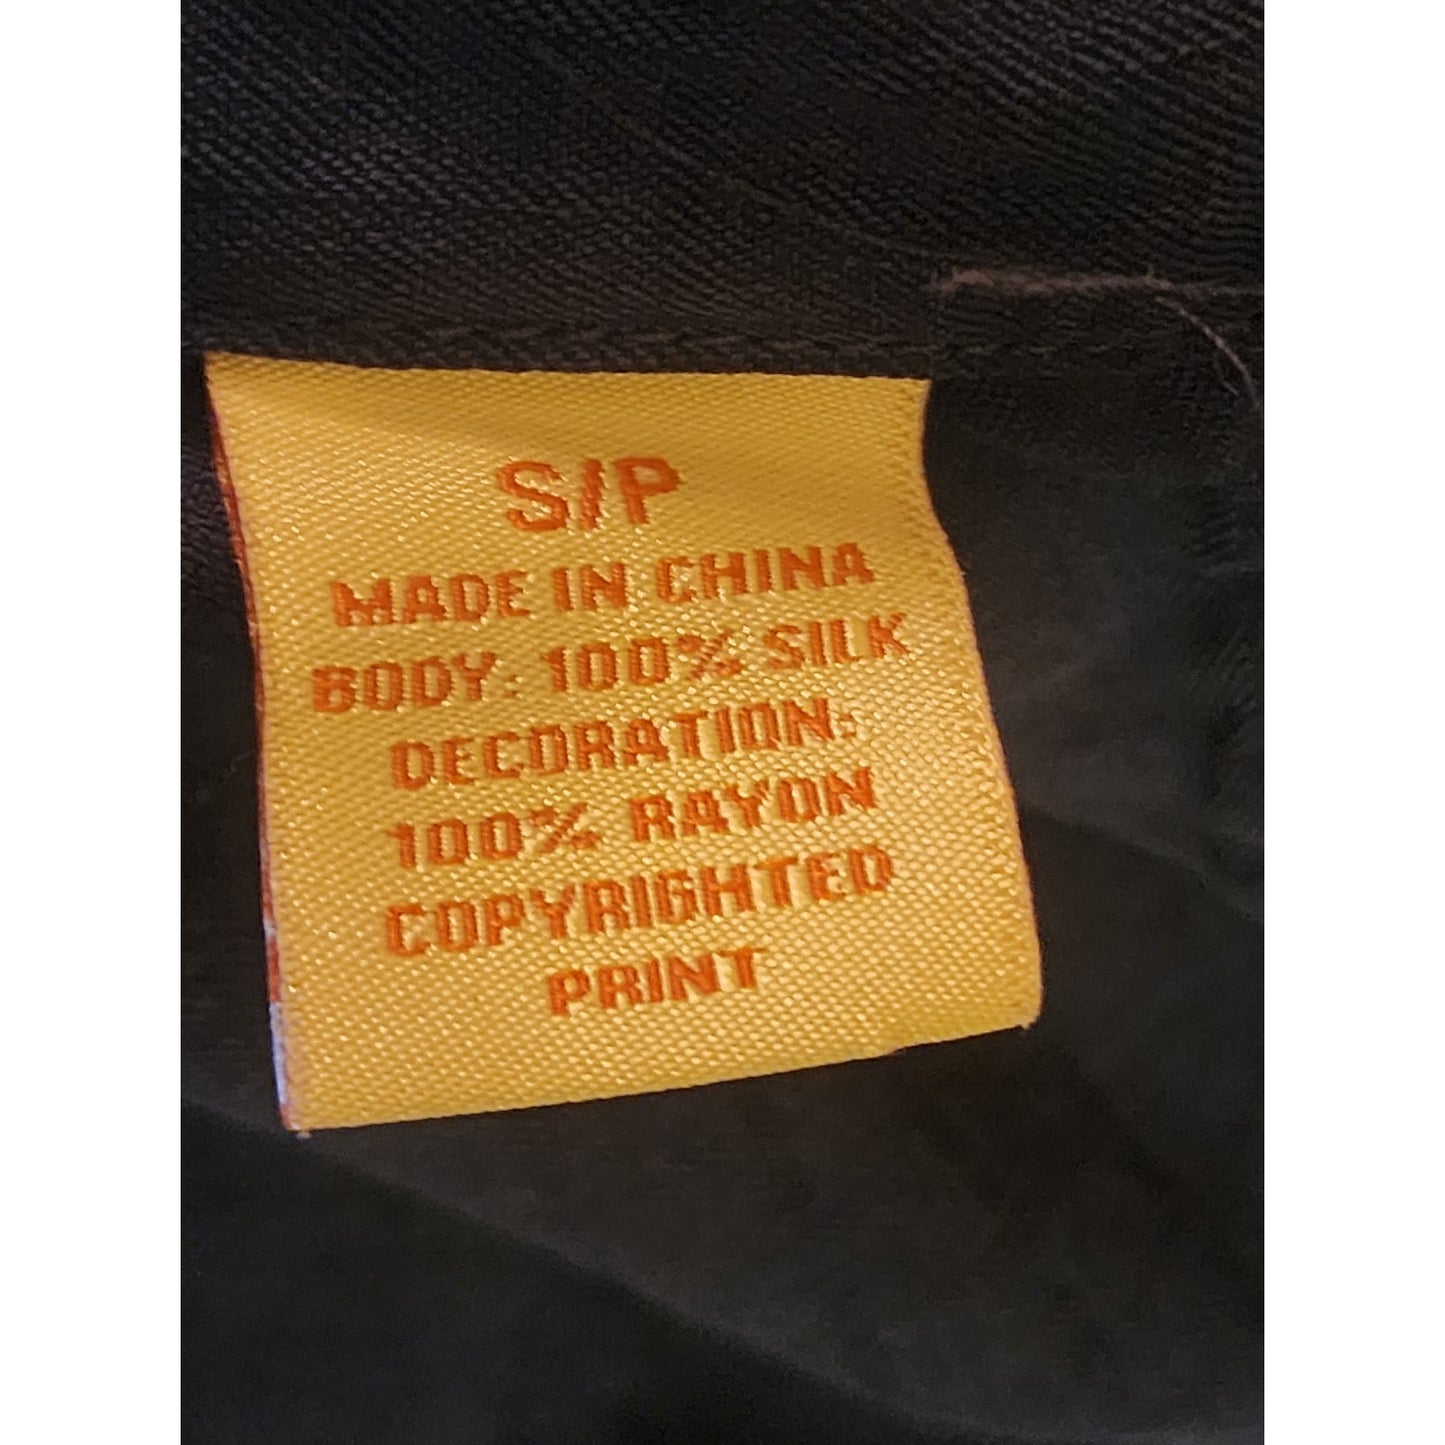 S/P
MADE IN CHINA
BODY: 100% SILK
DECORATION:
100% RAYON
COPYRIGHTED
PRINT